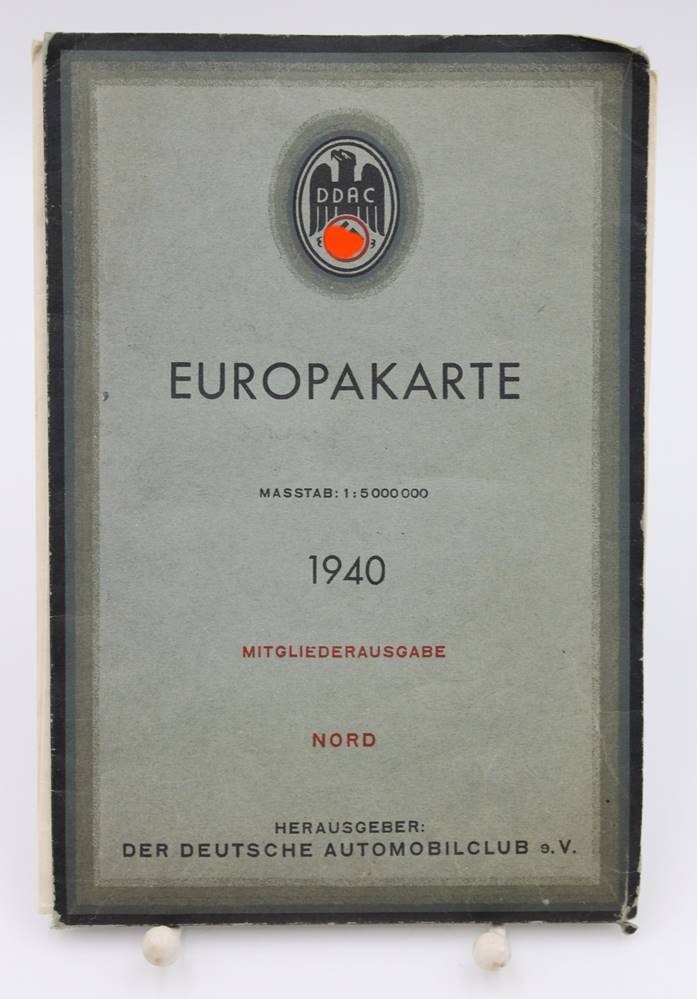 DDAC
EUROPAKARTE
MASSTAB: 1:5000000
1940
MITGLIEDERAUSGABE
NORD
HERAUSGEBER:
DER DEUTSCHE AUTOMOBILCLUB e.V.